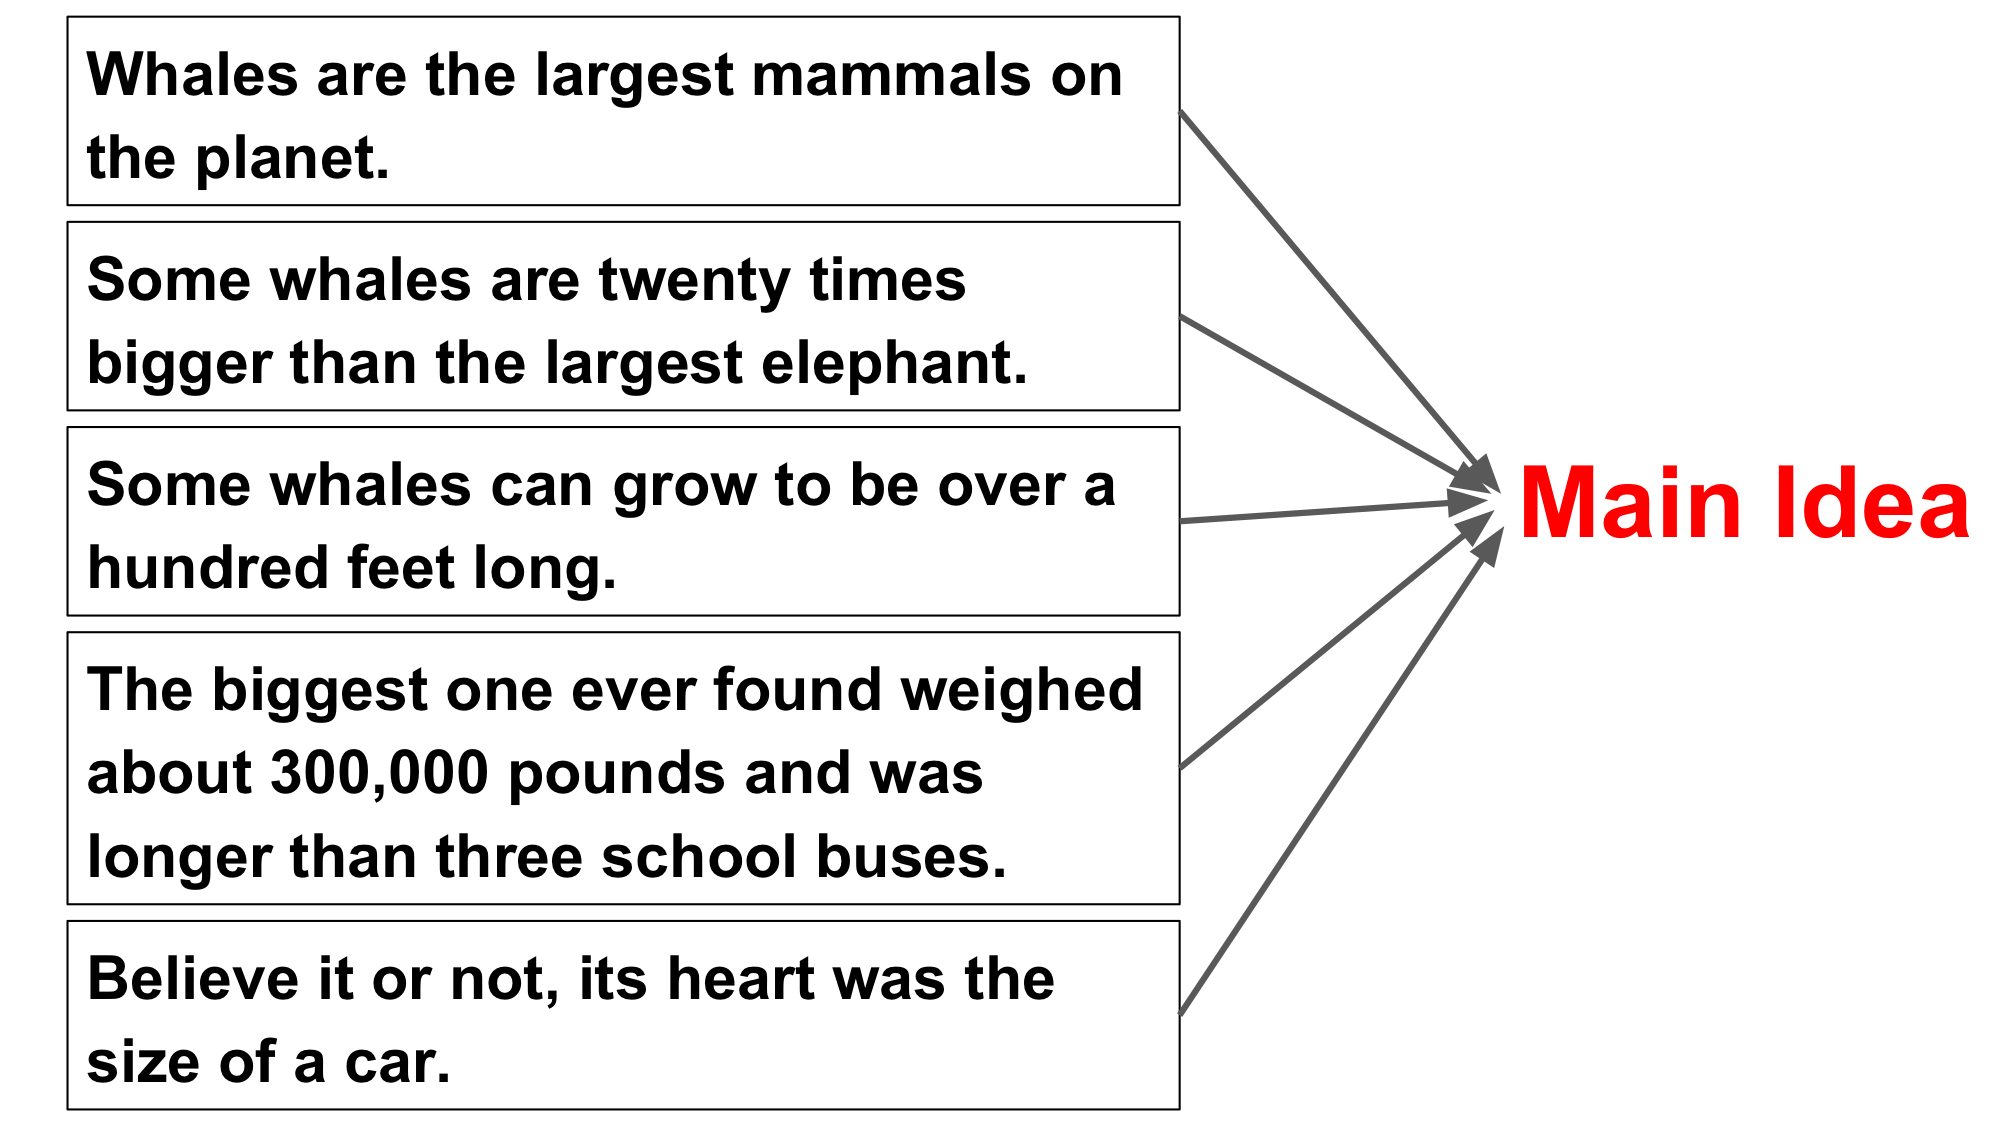 Whales are the largest mammals on
the planet.
Some whales are twenty times
bigger than the largest elephant.
Some whales can grow to be over a
hundred feet long.
The biggest one ever found weighed
about 300,000 pounds and was
longer than three school buses.
Believe it or not, its heart was the
size of a car.
Main Idea